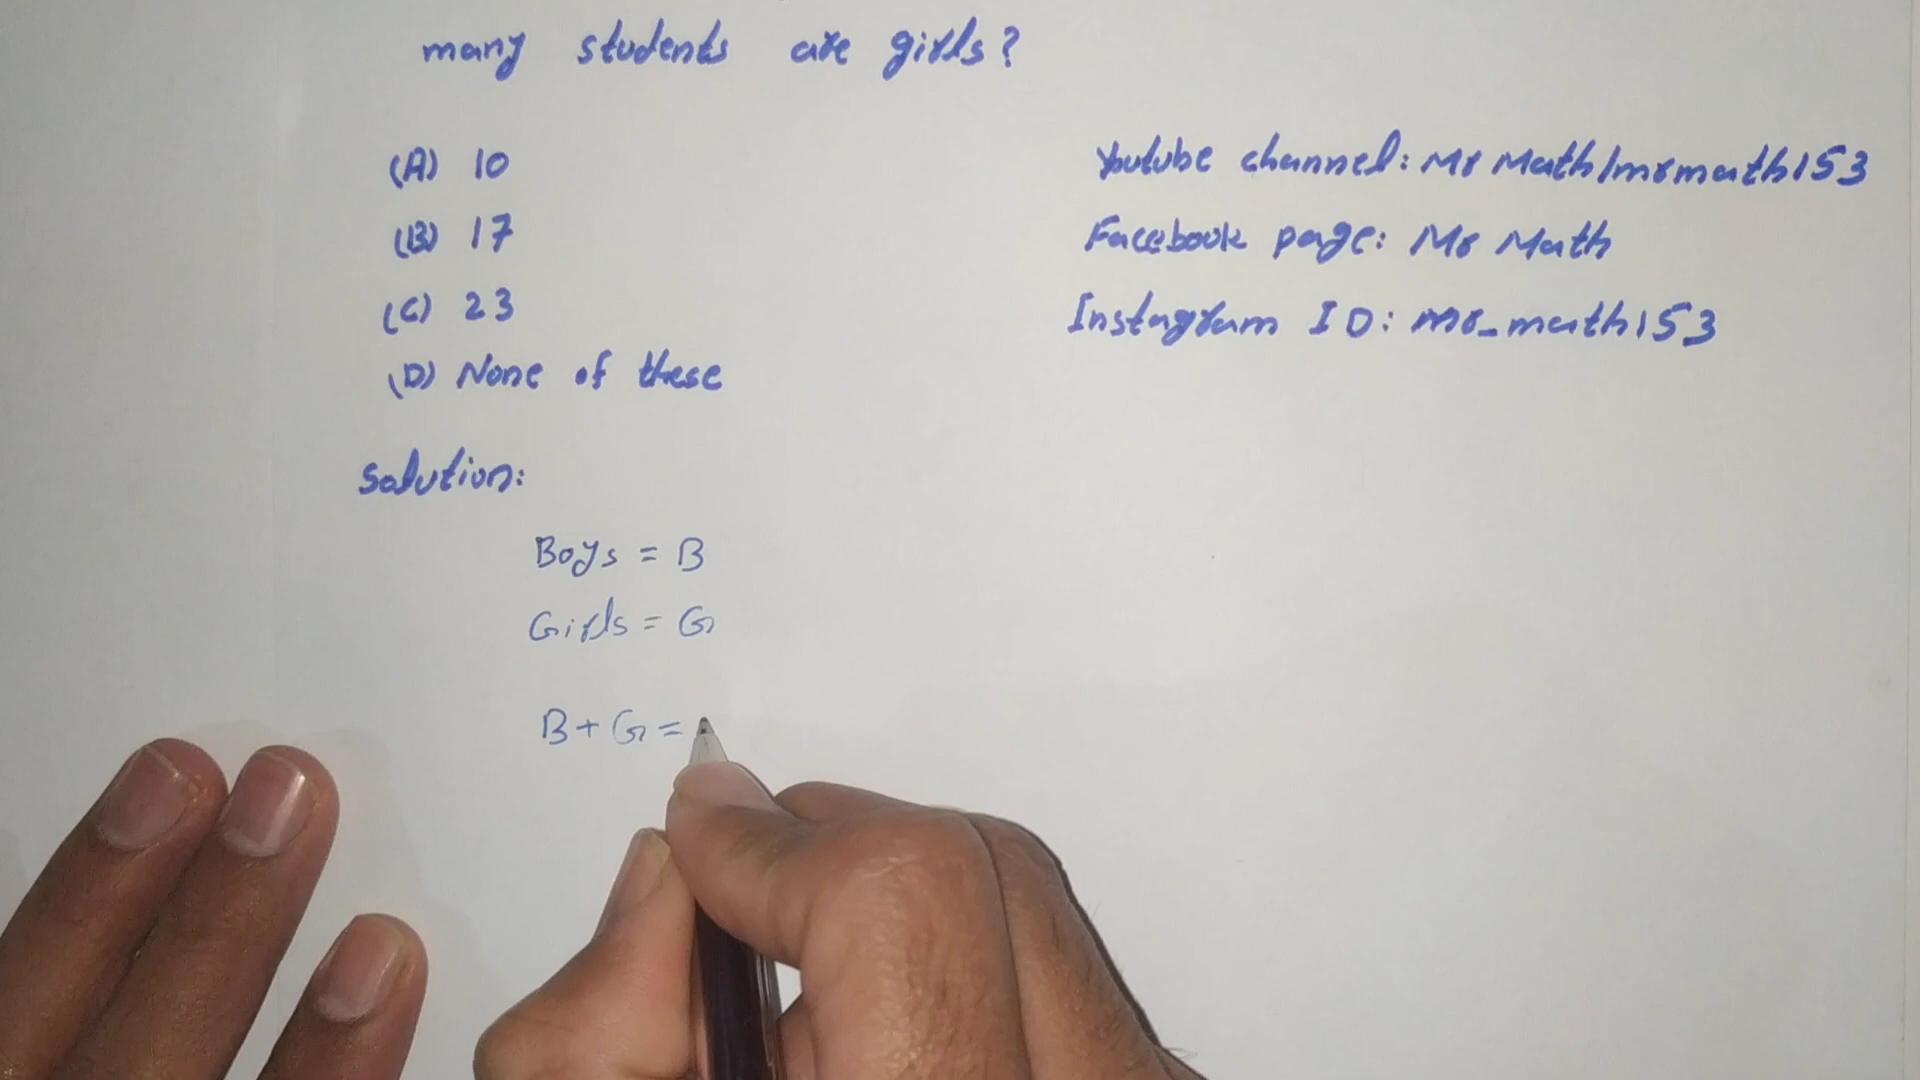 many students are girls?
(A) 10
(B) 17
(C) 23
(D) None of these
Youtube channel: Mr Math/mrmath153
Facebook page: Mr Math
Instagram ID: mr_math153
Solution:
Boys = B
Girls = G
B + G =